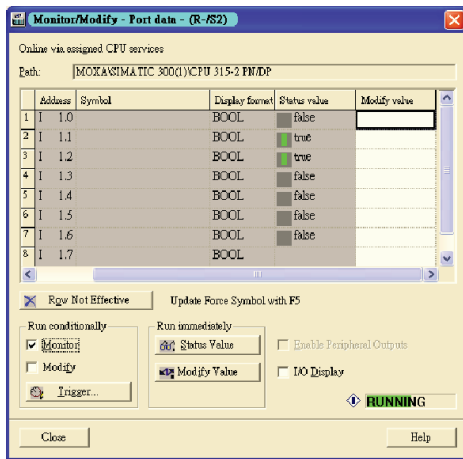 Monitor/Modify - Port data - (R-/S2)
Online via assigned CPU services
Path: MOXA\SIMATIC 300(1)\CPU 315-2 PN/DP
Address Symbol Display format Status value Modify value
1 I 1.0 BOOL false
2 I 1.1 BOOL true
3 I 1.2 BOOL true
4 I 1.3 BOOL false
5 I 1.4 BOOL false
6 I 1.5 BOOL false
7 I 1.6 BOOL false
8 I 1.7 BOOL
Row Not Effective Update Force Symbol with F5
Run conditionally Run immediately
Monitor Status Value Enable Peripheral Outputs
Modify Modify Value I/O Display
Trigger...
RUNNING
Close Help